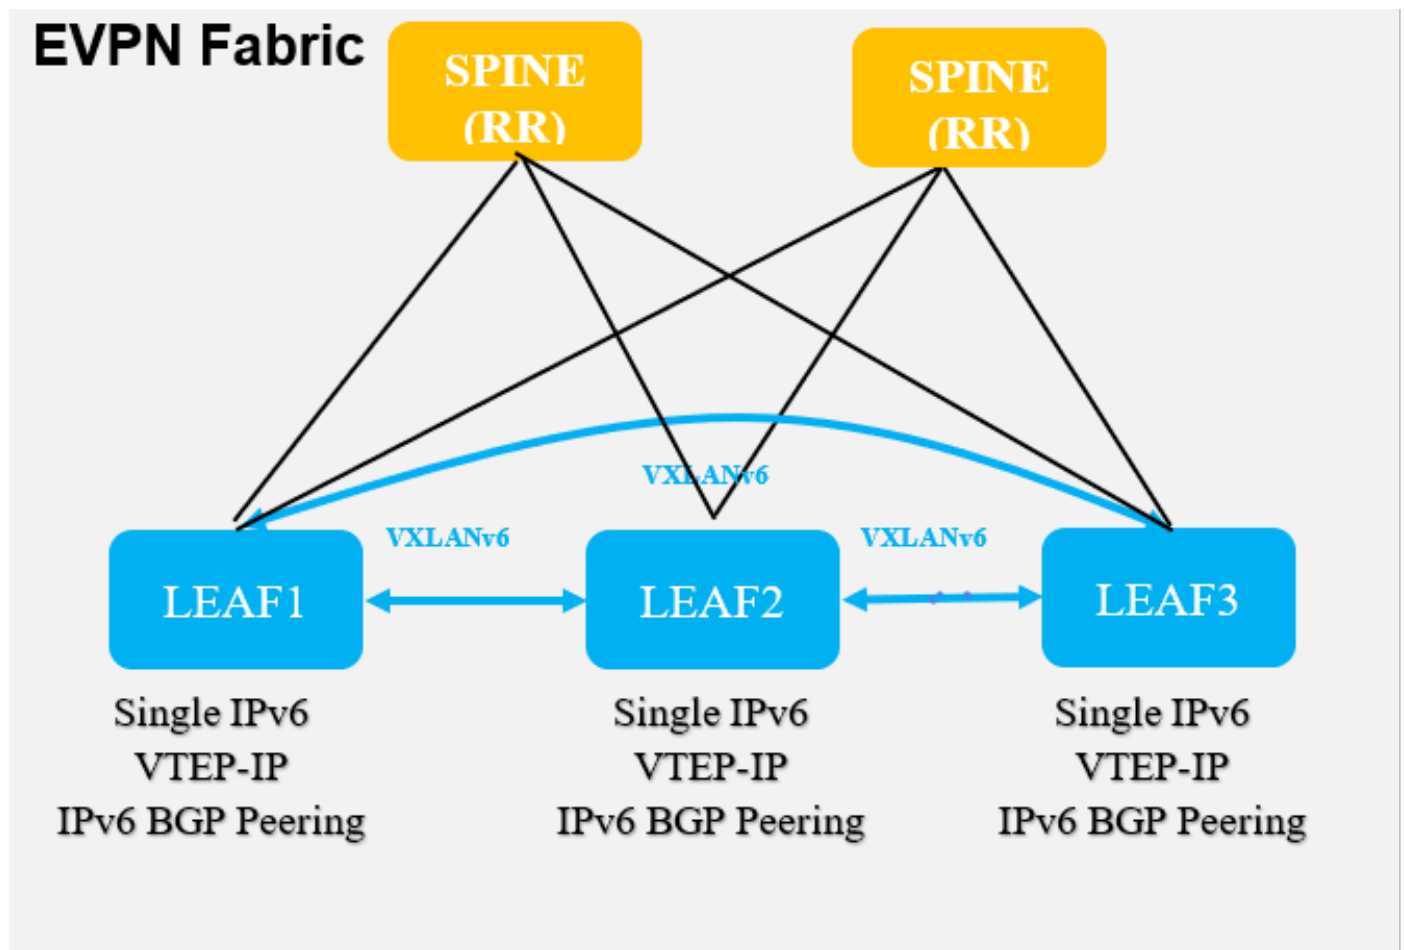 EVPN Fabric
SPINE
(RR)
SPINE
(RR)
VXLANv6
VXLANv6
VXLANv6
LEAF1
LEAF2
LEAF3
Single IPv6
VTEP-IP
IPv6 BGP Peering
Single IPv6
VTEP-IP
IPv6 BGP Peering
Single IPv6
VTEP-IP
IPv6 BGP Peering